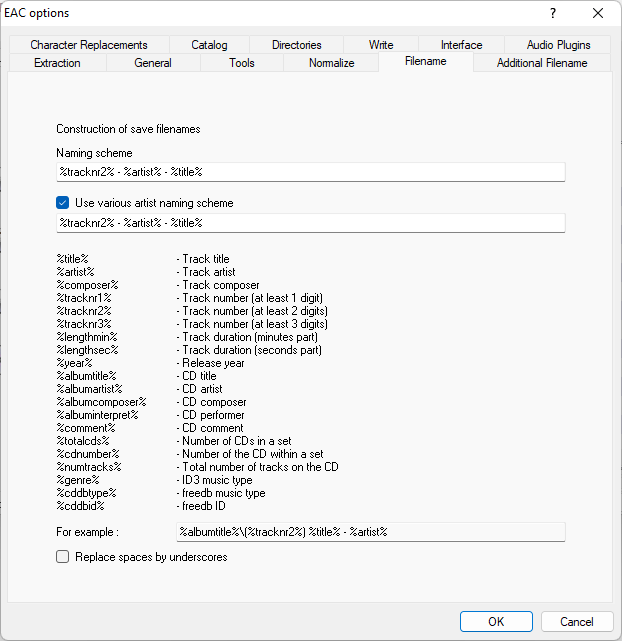 EAC options
Character Replacements Catalog Directories Write Interface Audio Plugins
Extraction General Tools Normalize Filename Additional Filename
Construction of save filenames
Naming scheme
%tracknr2% - %artist% - %title%
Use various artist naming scheme
%tracknr2% - %artist% - %title%
%title% - Track title
%artist% - Track artist
%composer% - Track composer
%tracknr1% - Track number (at least 1 digit)
%tracknr2% - Track number (at least 2 digits)
%tracknr3% - Track number (at least 3 digits)
%lengthmin% - Track duration (minutes part)
%lengthsec% - Track duration (seconds part)
%year% - Release year
%albumtitle% - CD title
%albumartist% - CD artist
%albumcomposer% - CD composer
%albuminterpret% - CD performer
%comment% - CD comment
%totalcds% - Number of CDs in a set
%cdnumber% - Number of the CD within a set
%numtracks% - Total number of tracks on the CD
%genre% - ID3 music type
%cddbtype% - freedb music type
%cddbid% - freedb ID
For example : %albumtitle%\(%tracknr2%) %title% - %artist%
Replace spaces by underscores
OK Cancel